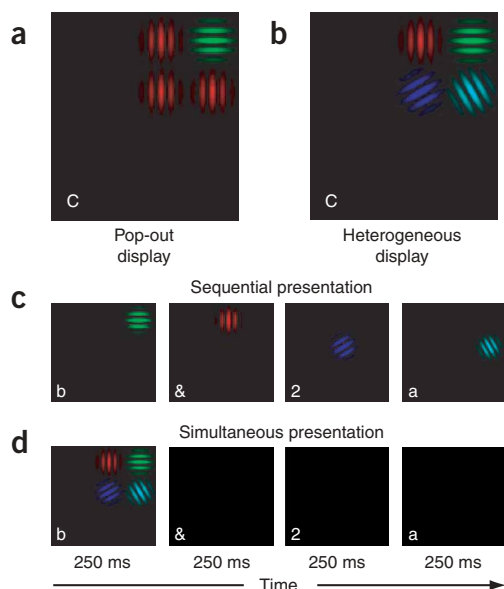 a
b
C
C
Pop-out
display
Heterogeneous
display
c
Sequential presentation
b
&
2
a
d
Simultaneous presentation
b
&
2
a
250 ms
250 ms
250 ms
250 ms
Time